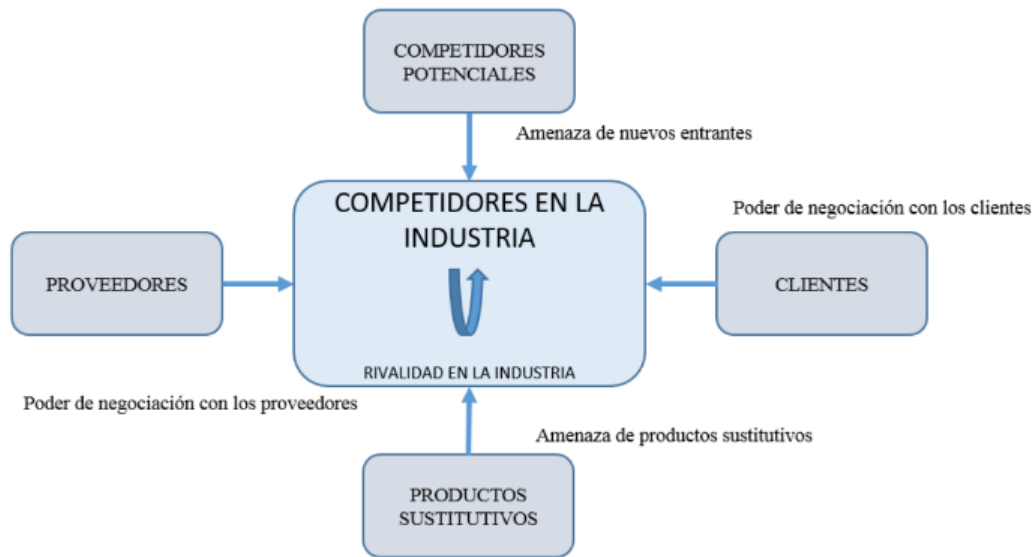 COMPETIDORES
POTENCIALES
Amenaza de nuevos entrantes
COMPETIDORES EN LA
INDUSTRIA
Poder de negociación con los clientes
PROVEEDORES
CLIENTES
RIVALIDAD EN LA INDUSTRIA
Poder de negociación con los proveedores
Amenaza de productos sustitutivos
PRODUCTOS
SUSTITUTIVOS